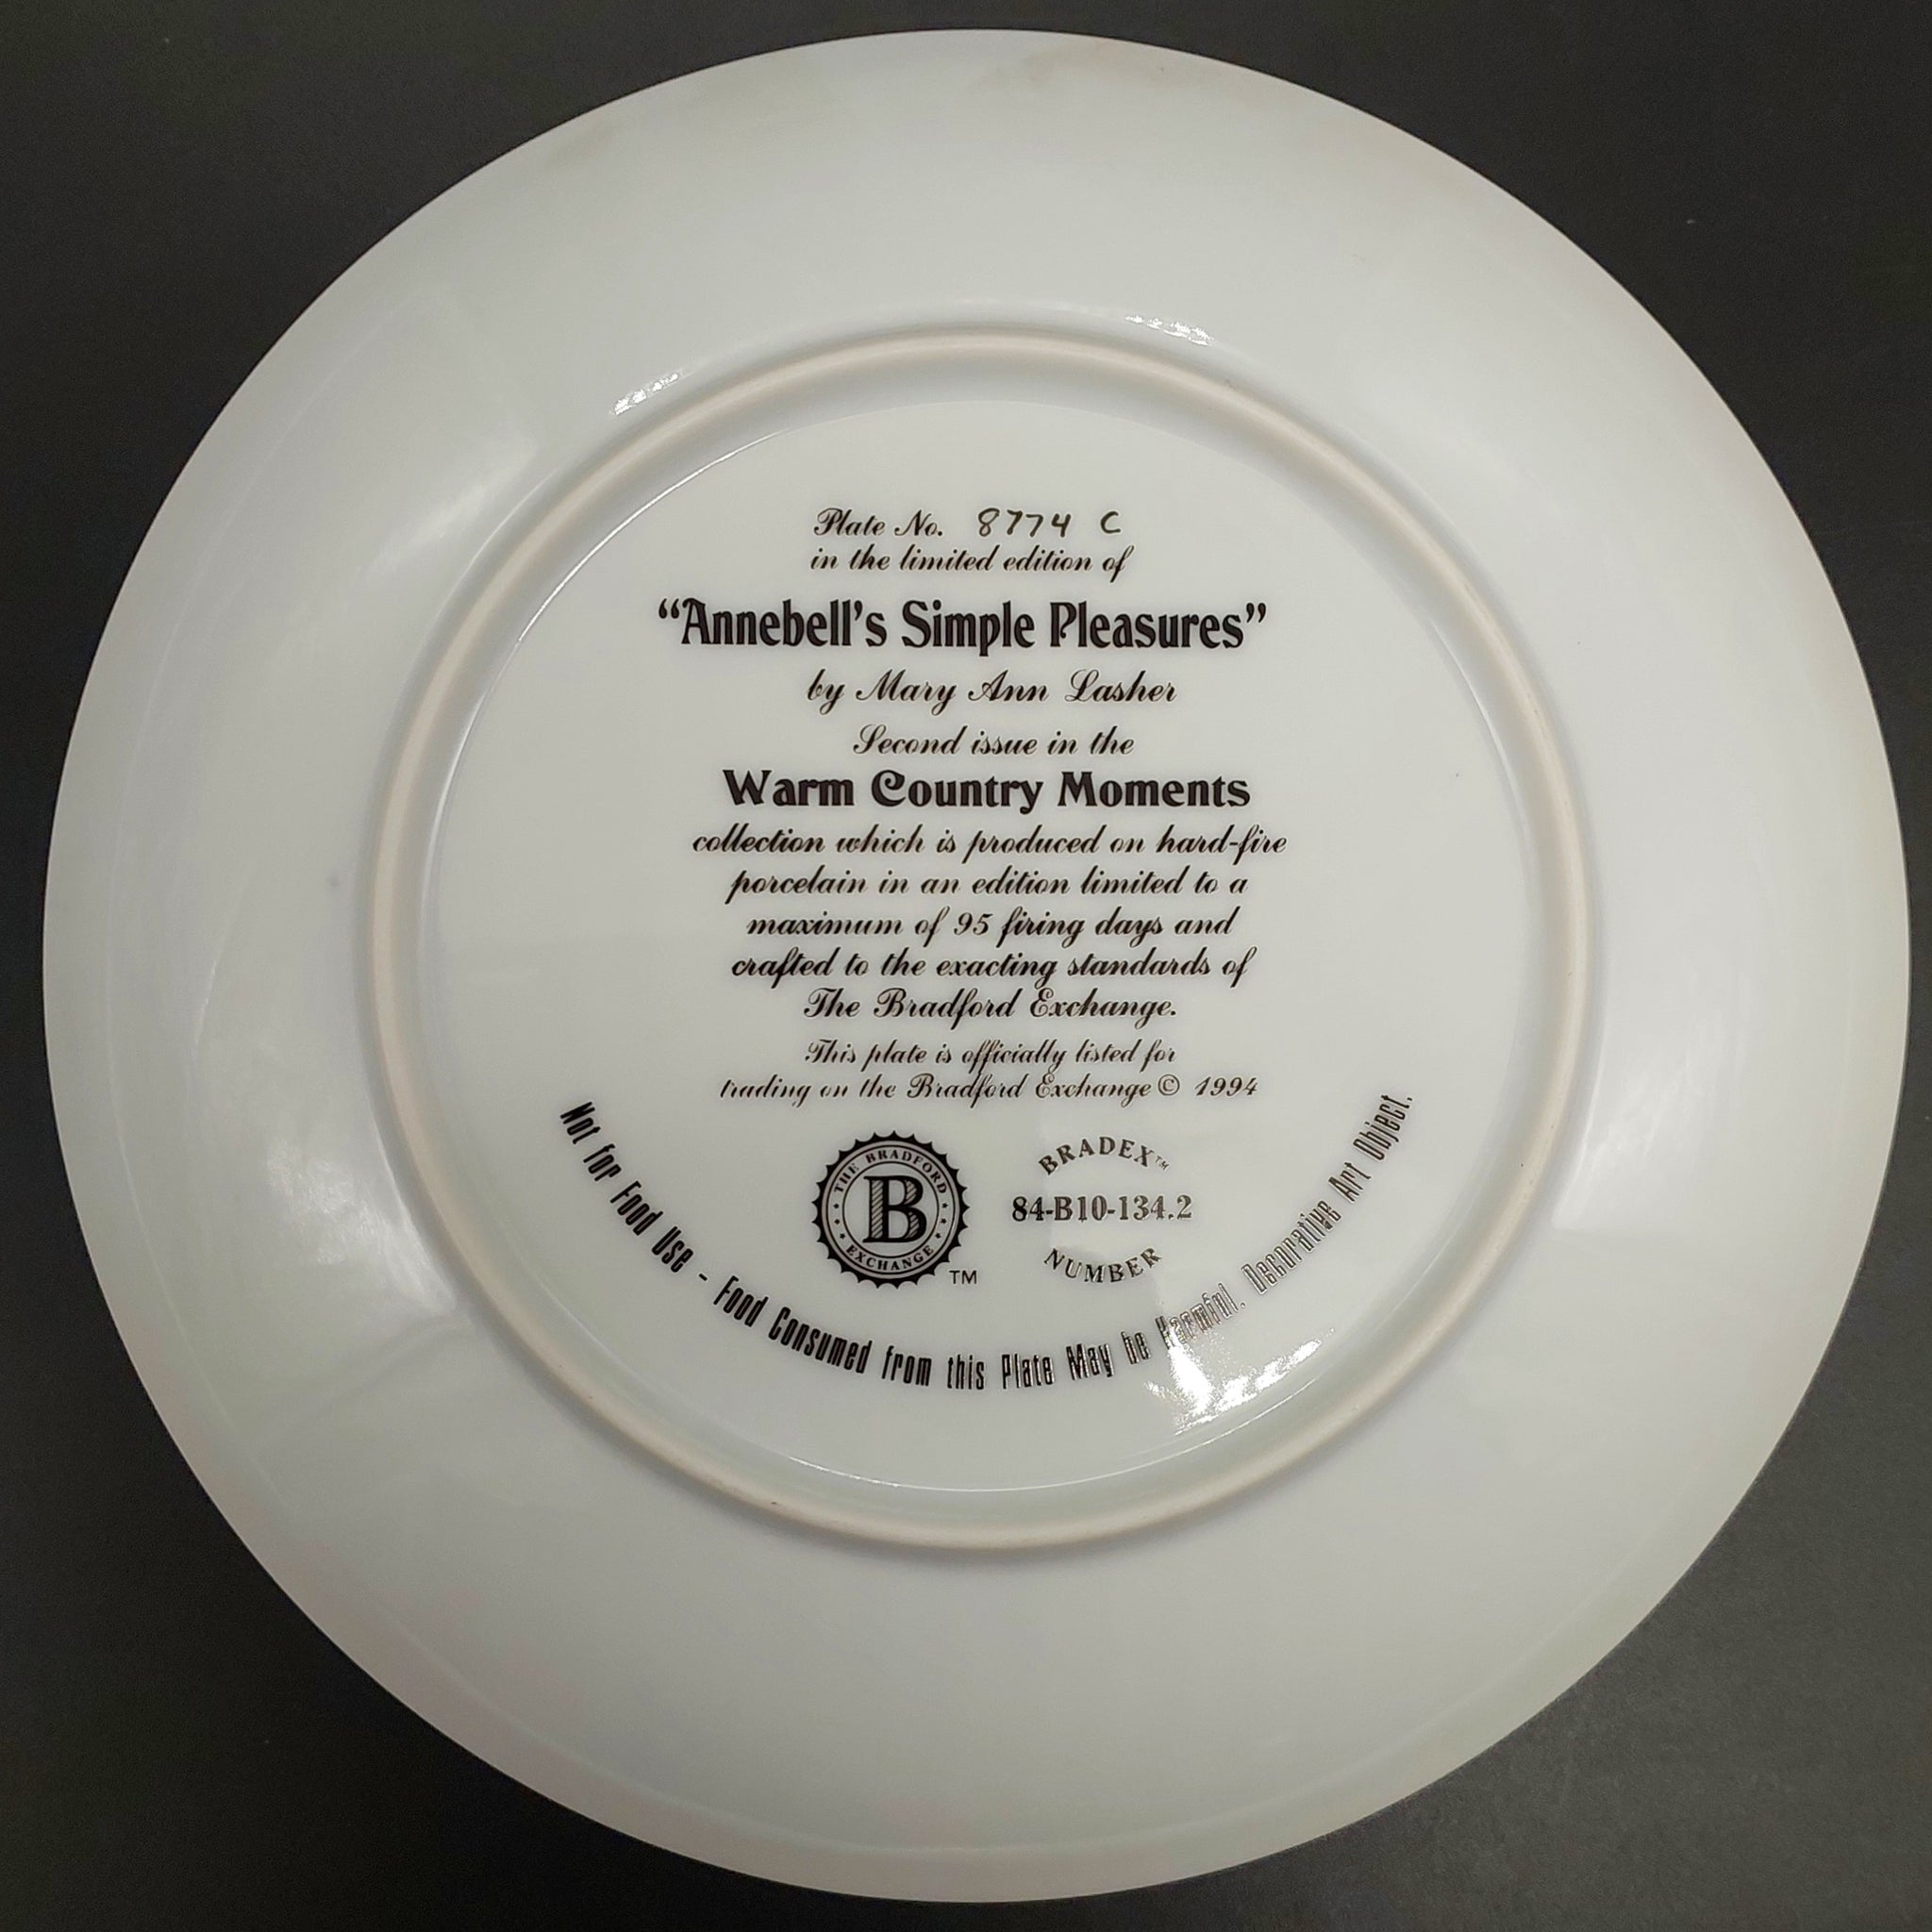 Plate No. 8774 C
in the limited edition of
“Annebell’s Simple Pleasures”
by Mary Ann Lasher
Second issue in the
Warm Country Moments
collection which is produced on hard-fire
porcelain in an edition limited to a
maximum of 95 firing days and
crafted to the exacting standards of
The Bradford Exchange.
This plate is officially listed for
trading on the Bradford Exchange © 1994
THE BRADFORD
B
EXCHANGE
TM
BRADEX™
84-B10-134.2
NUMBER
Not for Food Use - Food Consumed from this Plate May be Harmful. Decorative Art Object.